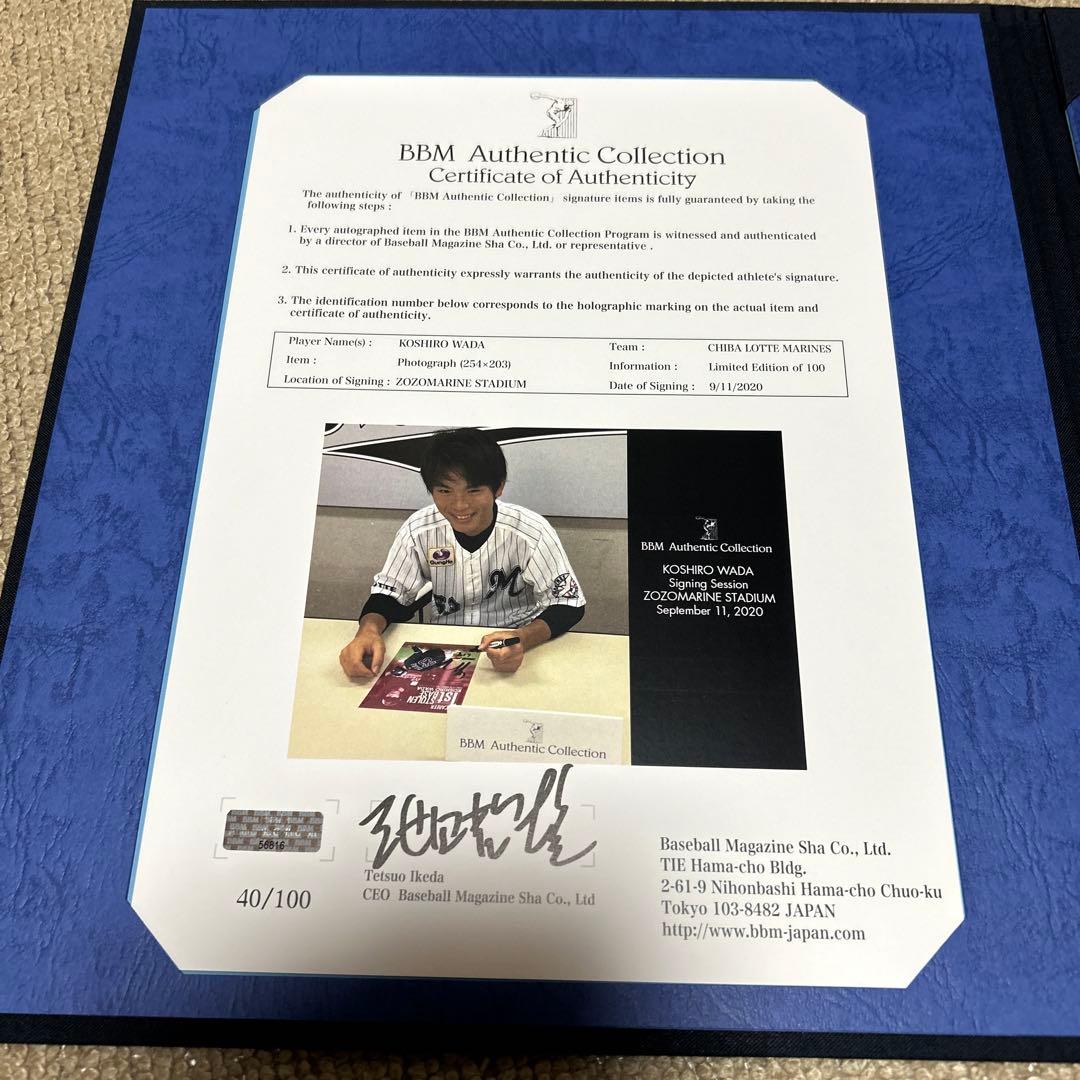 BBM Authentic Collection
Certificate of Authenticity
The authenticity of 「BBM Authentic Collection」 signature items is fully guaranteed by taking the
following steps :
1. Every autographed item in the BBM Authentic Collection Program is witnessed and authenticated
by a director of Baseball Magazine Sha Co., Ltd. or representative .
2. This certificate of authenticity expressly warrants the authenticity of the depicted athlete's signature.
3. The identification number below corresponds to the holographic marking on the actual item and
certificate of authenticity.
Player Name(s) : KOSHIRO WADA Team : CHIBA LOTTE MARINES
Item : Photograph (254×203) Information : Limited Edition of 100
Location of Signing : ZOZOMARINE STADIUM Date of Signing : 9/11/2020
GungHo
M
BBM Authentic Collection
KOSHIRO WADA
Signing Session
ZOZOMARINE STADIUM
September 11, 2020
1st
STOLEN
BASE
KOSHIRO WADA
BBM Authentic Collection
56816
40/100
Tetsuo Ikeda
CEO Baseball Magazine Sha Co., Ltd
Baseball Magazine Sha Co., Ltd.
TIE Hama-cho Bldg.
2-61-9 Nihonbashi Hama-cho Chuo-ku
Tokyo 103-8482 JAPAN
http://www.bbm-japan.com